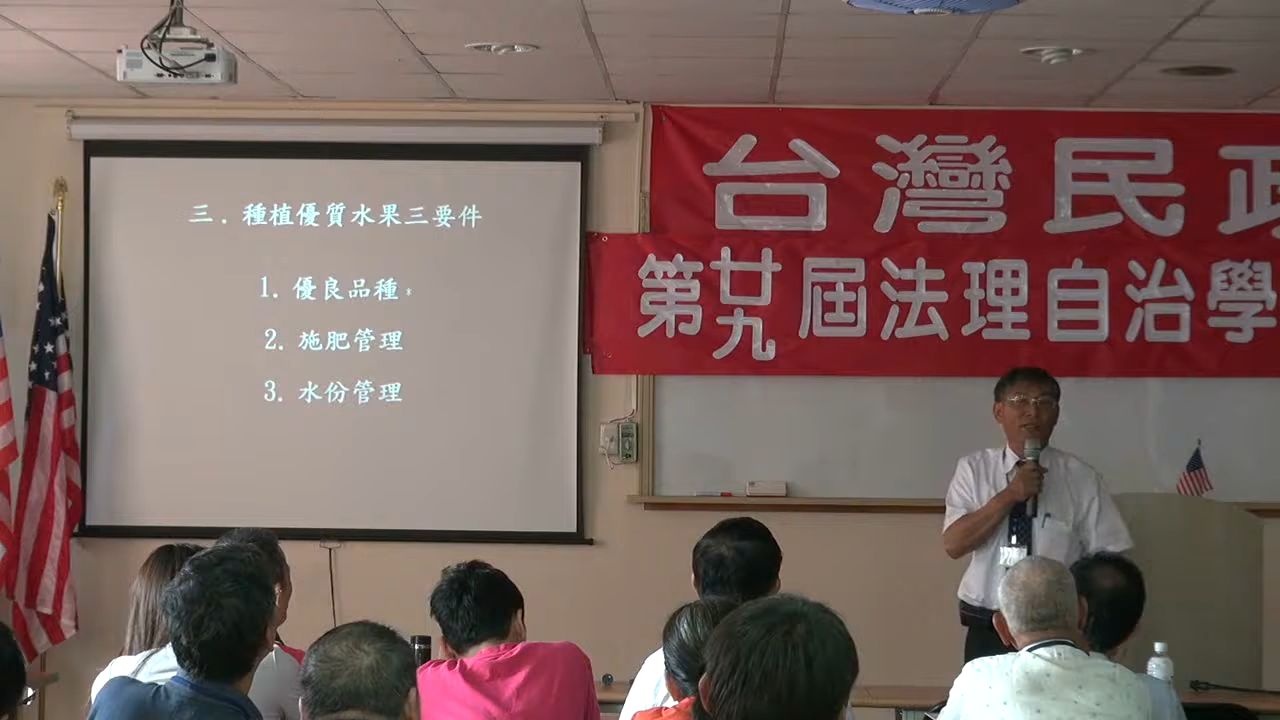 三. 種植優質水果三要件
1. 優良品種,
2. 施肥管理
3. 水份管理
台灣民政
第廿九屆法理自治學